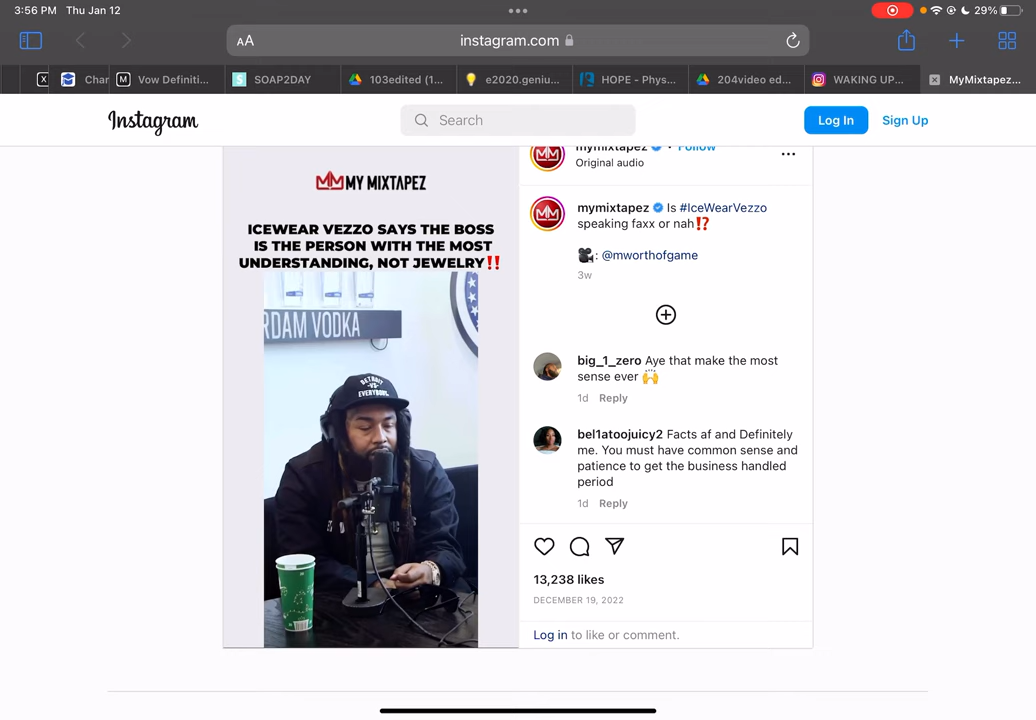 3:56 PM Thu Jan 12
29%
AA
instagram.com
X
Char
M
Vow Definiti...
S
SOAP2DAY
103edited (1...
e2020.geniu...
HOPE - Phys...
204video ed...
WAKING UP...
MyMixtapez...
Instagram
Search
Log In
Sign Up
mymixtapez • Follow
Original audio
MY MIXTAPEZ
ICEWEAR VEZZO SAYS THE BOSS
IS THE PERSON WITH THE MOST
UNDERSTANDING, NOT JEWELRY‼️
RDAM VODKA
DETROIT
-VS-
EVERYBODY
mymixtapez Is #IceWearVezzo
speaking faxx or nah⁉️
🎥: @mworthofgame
3w
big_1_zero Aye that make the most
sense ever 🙌
1d Reply
bel1atoojuicy2 Facts af and Definitely
me. You must have common sense and
patience to get the business handled
period
1d Reply
13,238 likes
DECEMBER 19, 2022
Log in to like or comment.